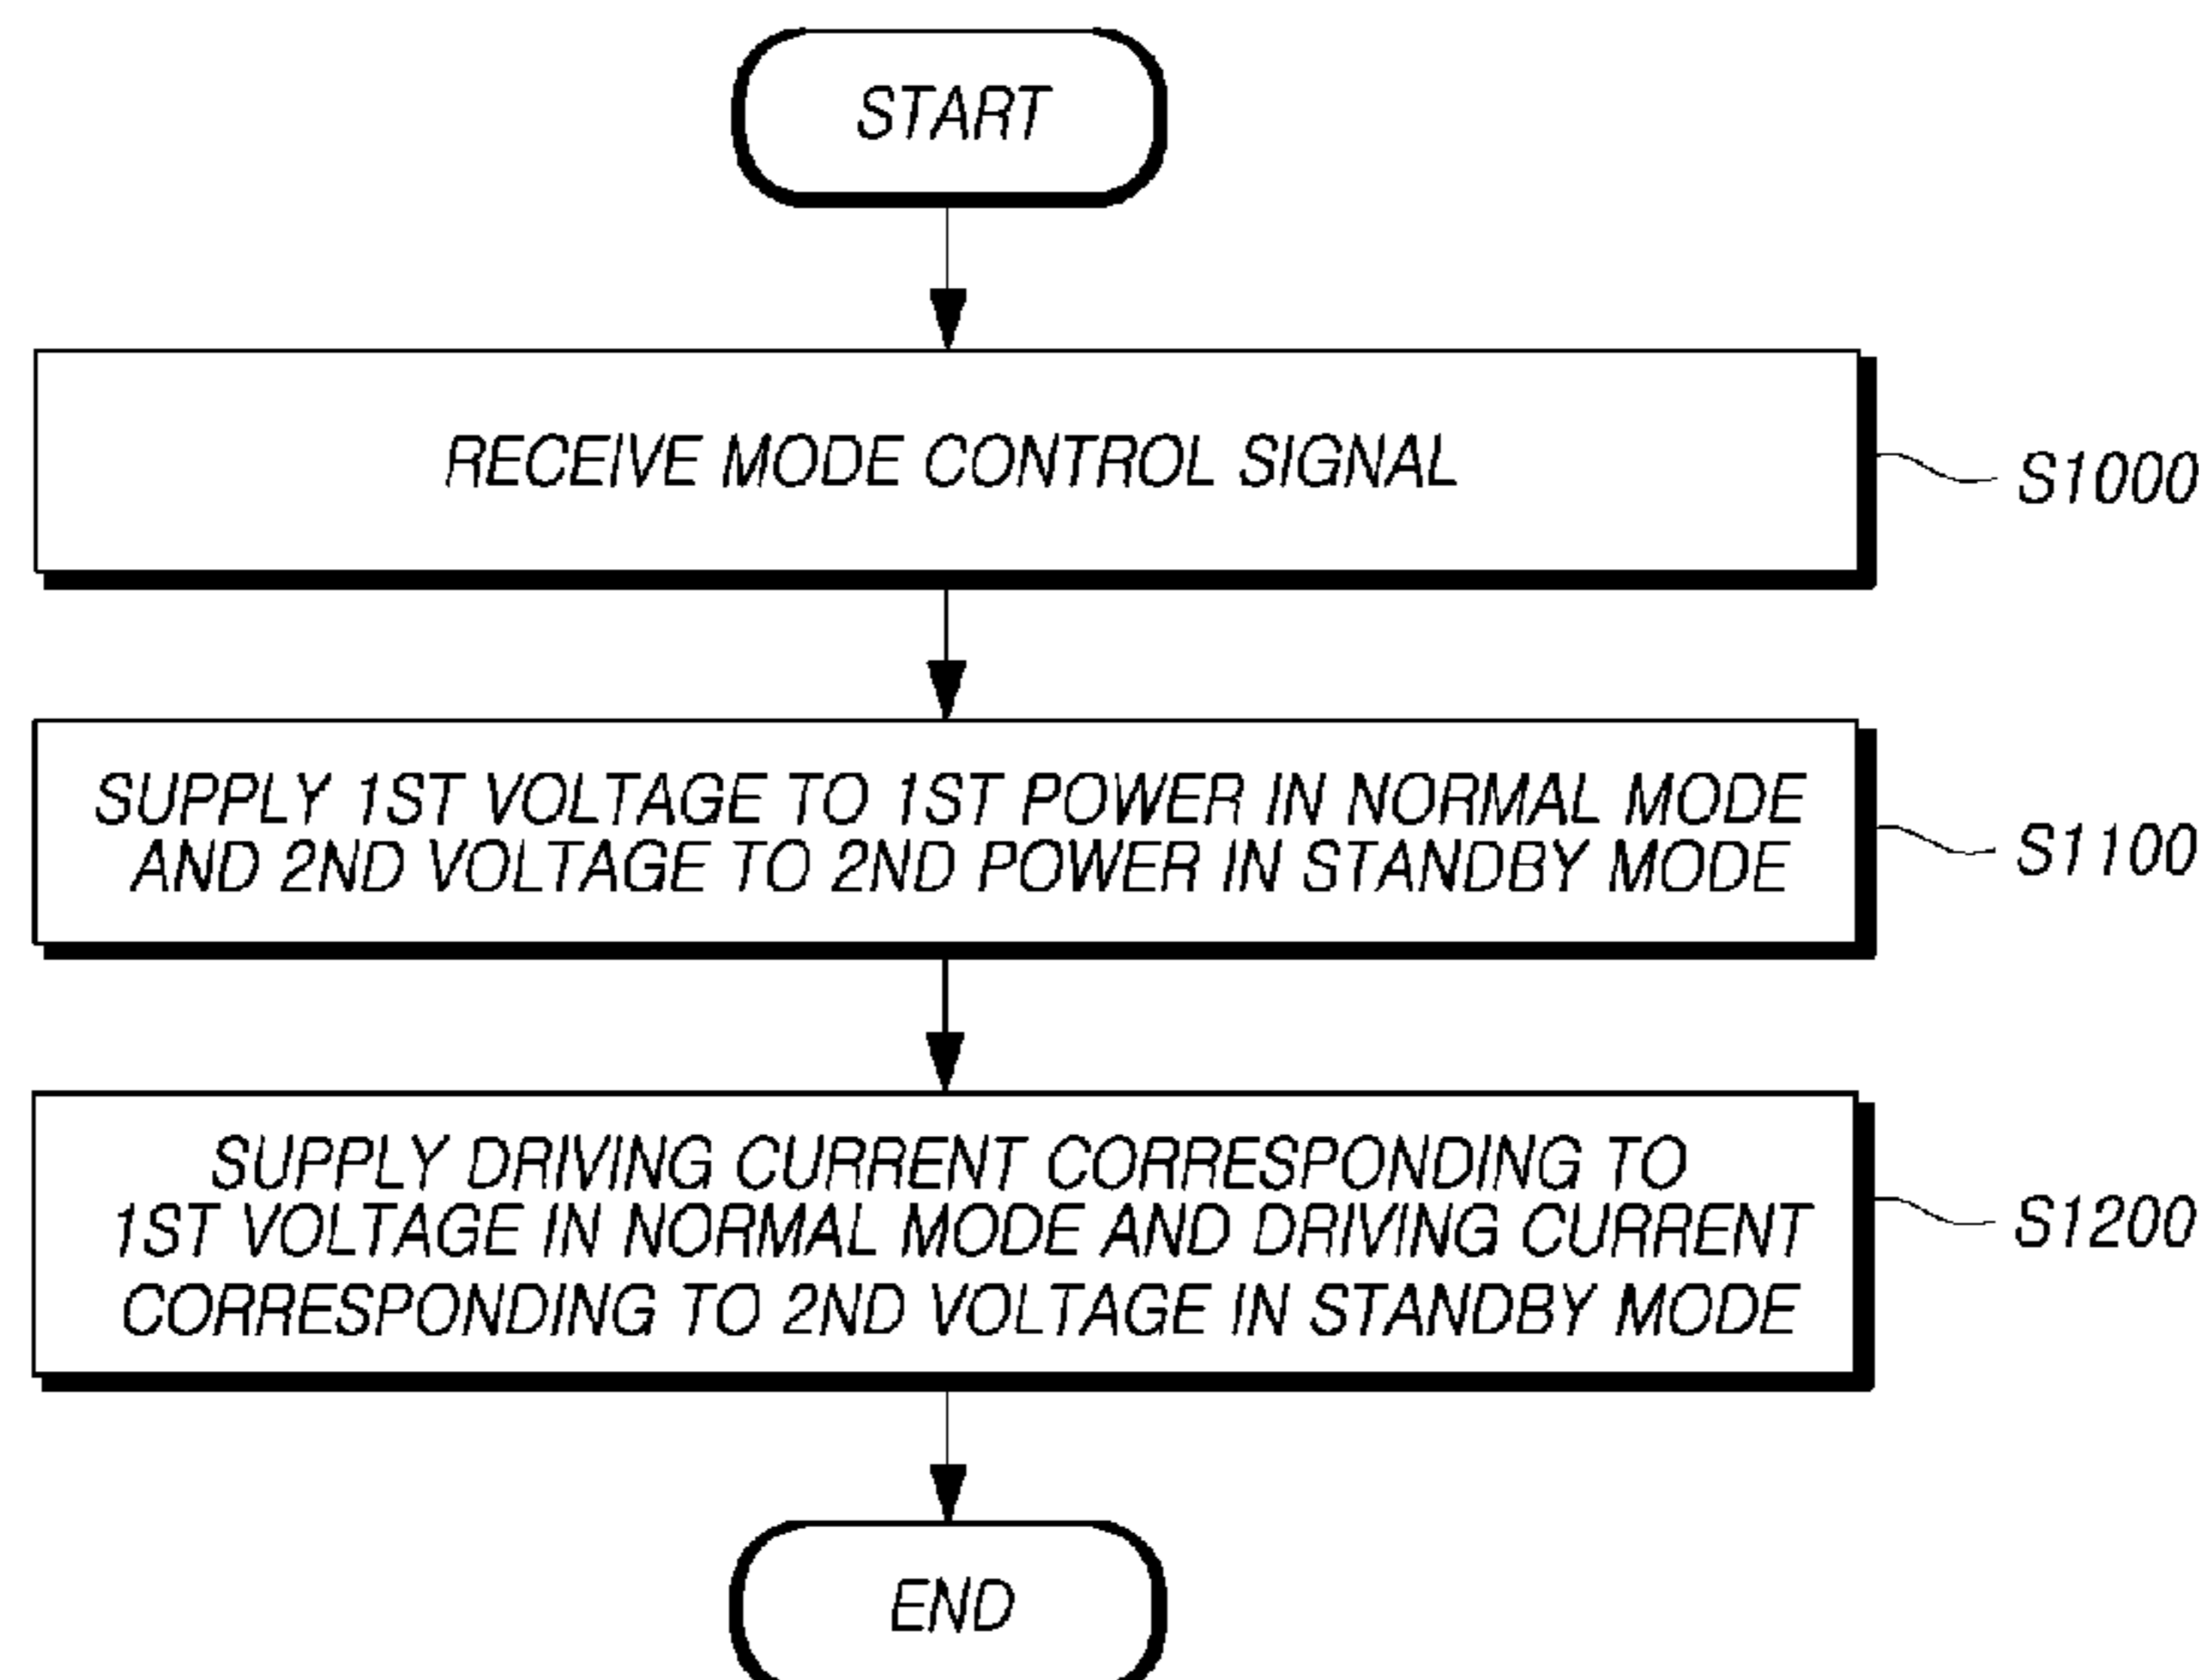 START
RECEIVE MODE CONTROL SIGNAL
S1000
SUPPLY 1ST VOLTAGE TO 1ST POWER IN NORMAL MODE
AND 2ND VOLTAGE TO 2ND POWER IN STANDBY MODE
S1100
SUPPLY DRIVING CURRENT CORRESPONDING TO
1ST VOLTAGE IN NORMAL MODE AND DRIVING CURRENT
CORRESPONDING TO 2ND VOLTAGE IN STANDBY MODE
S1200
END